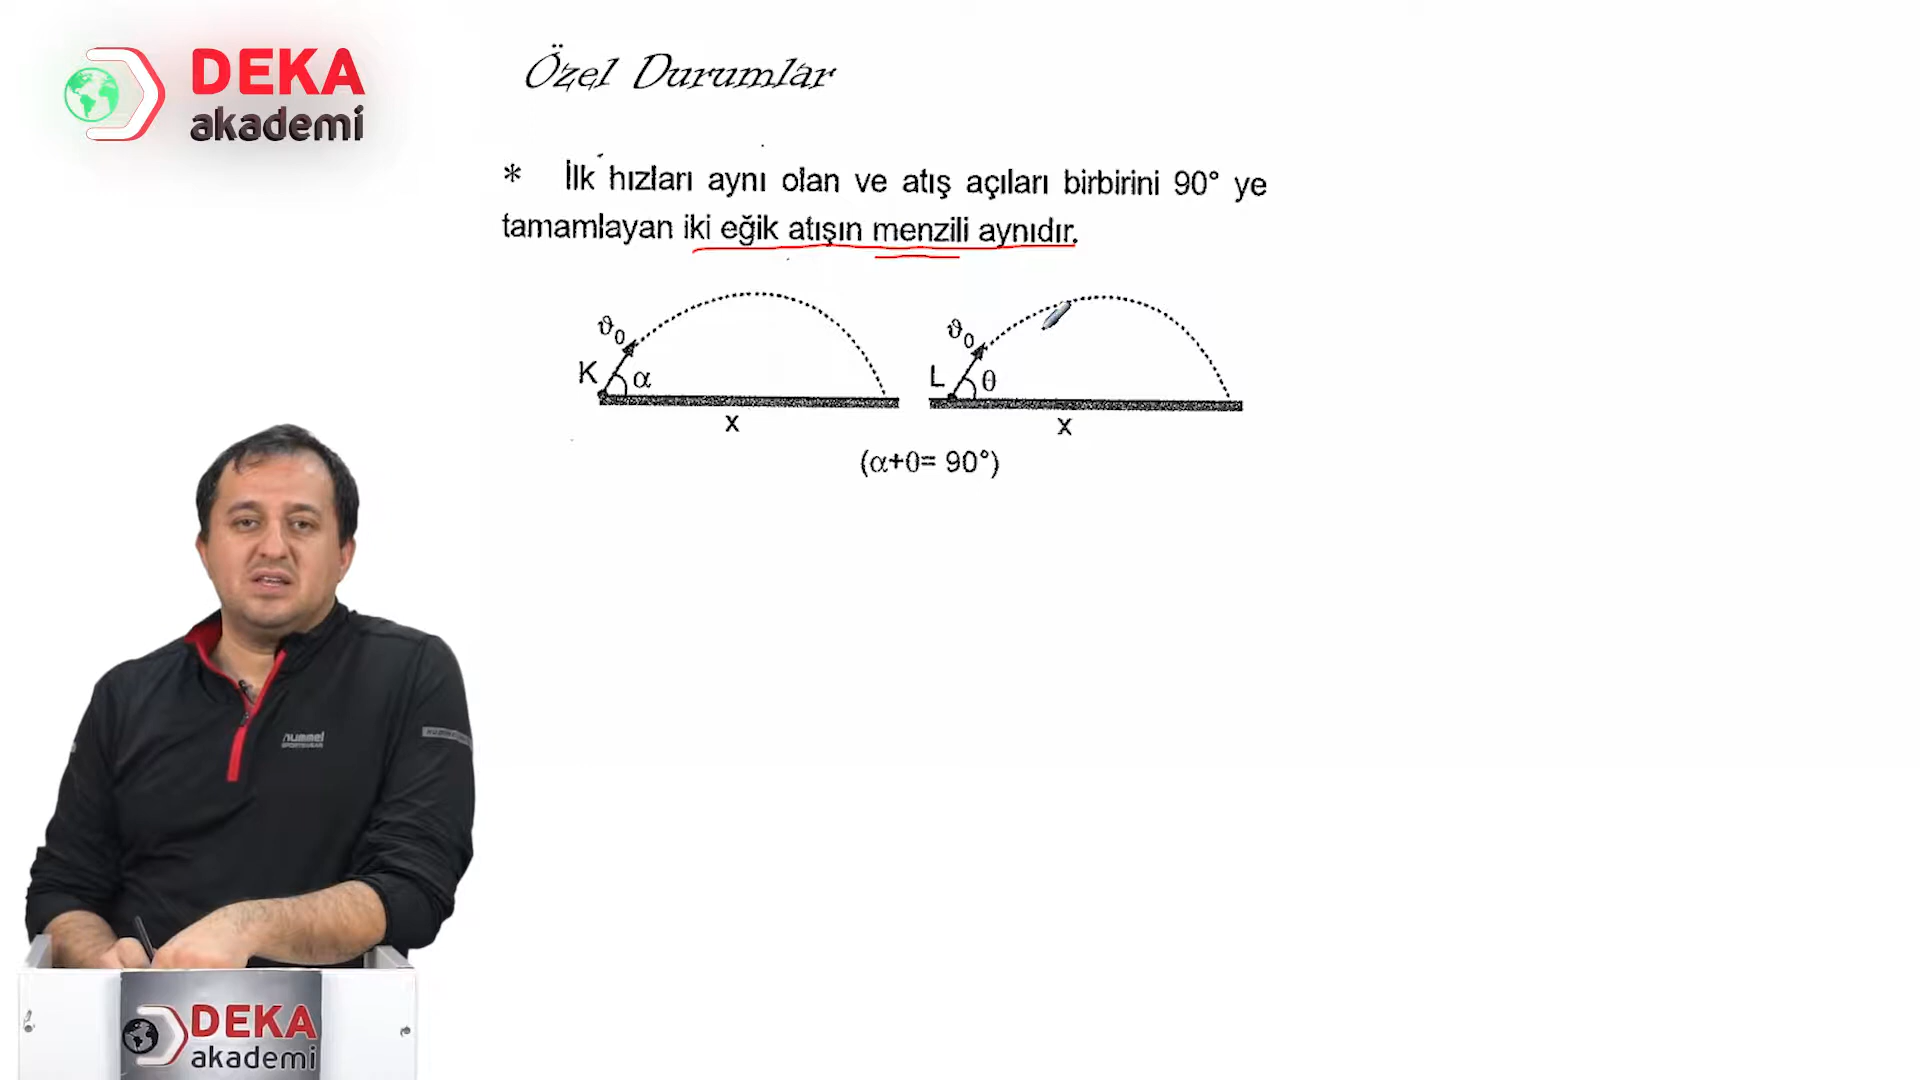 DEKA
akademi
Özel Durumlar
* İlk hızları aynı olan ve atış açıları birbirini 90° ye
tamamlayan iki eğik atışın menzili aynıdır.
ϑ₀
K α
x
ϑ₀
L θ
x
(α+θ= 90°)
hummel
SPORTSWEAR
DEKA
akademi